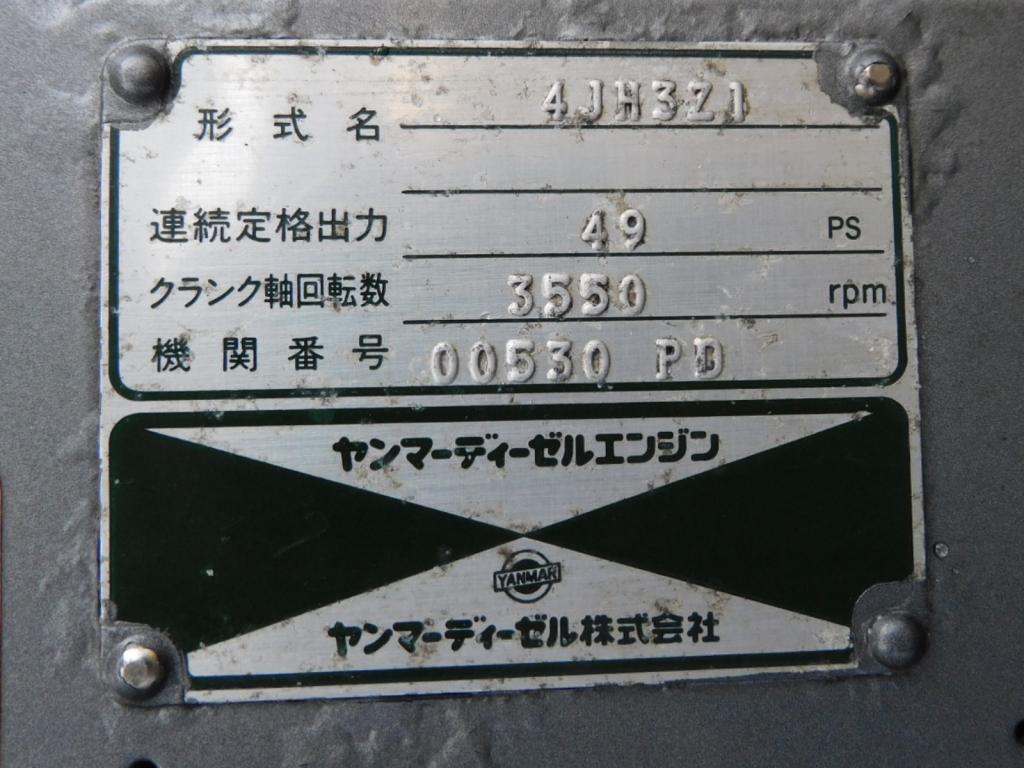 形式名 4JH3Z1
連続定格出力 49 PS
クランク軸回転数 3550 rpm
機関番号 00530 PD
ヤンマーディーゼルエンジン
YANMAR
ヤンマーディーゼル株式会社